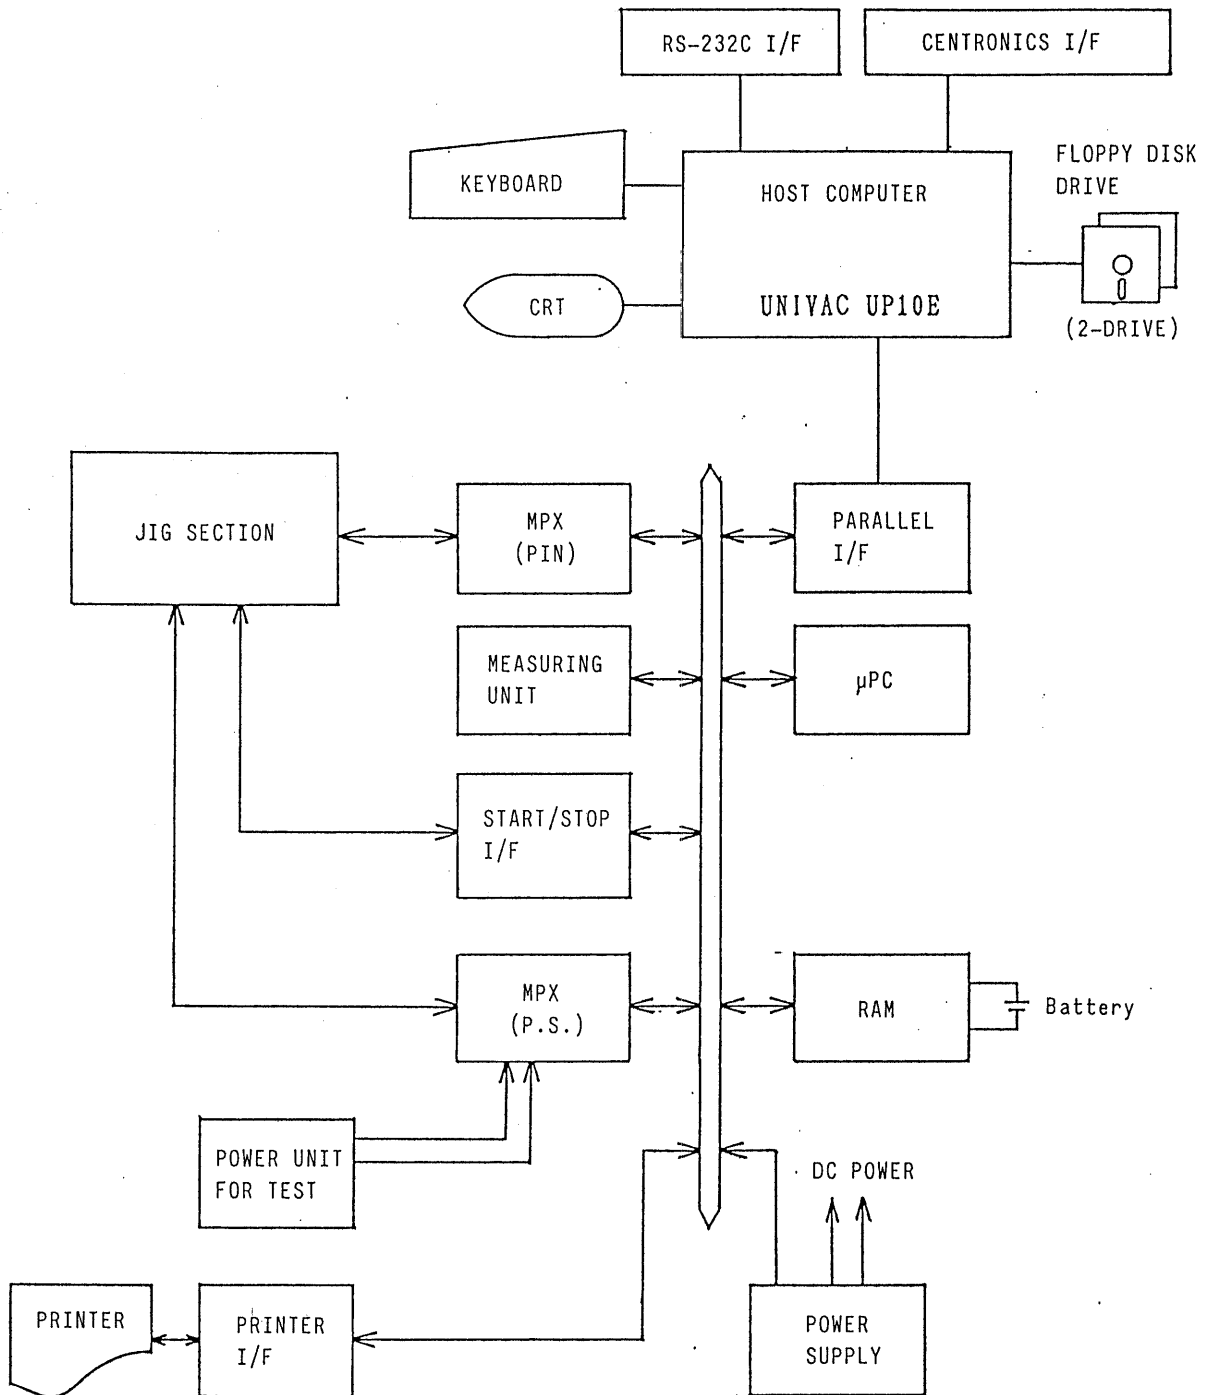 RS-232C I/F
CENTRONICS I/F
KEYBOARD
HOST COMPUTER
FLOPPY DISK
DRIVE
CRT
UNIVAC UP10E
(2-DRIVE)
JIG SECTION
MPX
(PIN)
PARALLEL
I/F
MEASURING
UNIT
μPC
START/STOP
I/F
MPX
(P.S.)
RAM
Battery
POWER UNIT
FOR TEST
DC POWER
PRINTER
PRINTER
I/F
POWER
SUPPLY